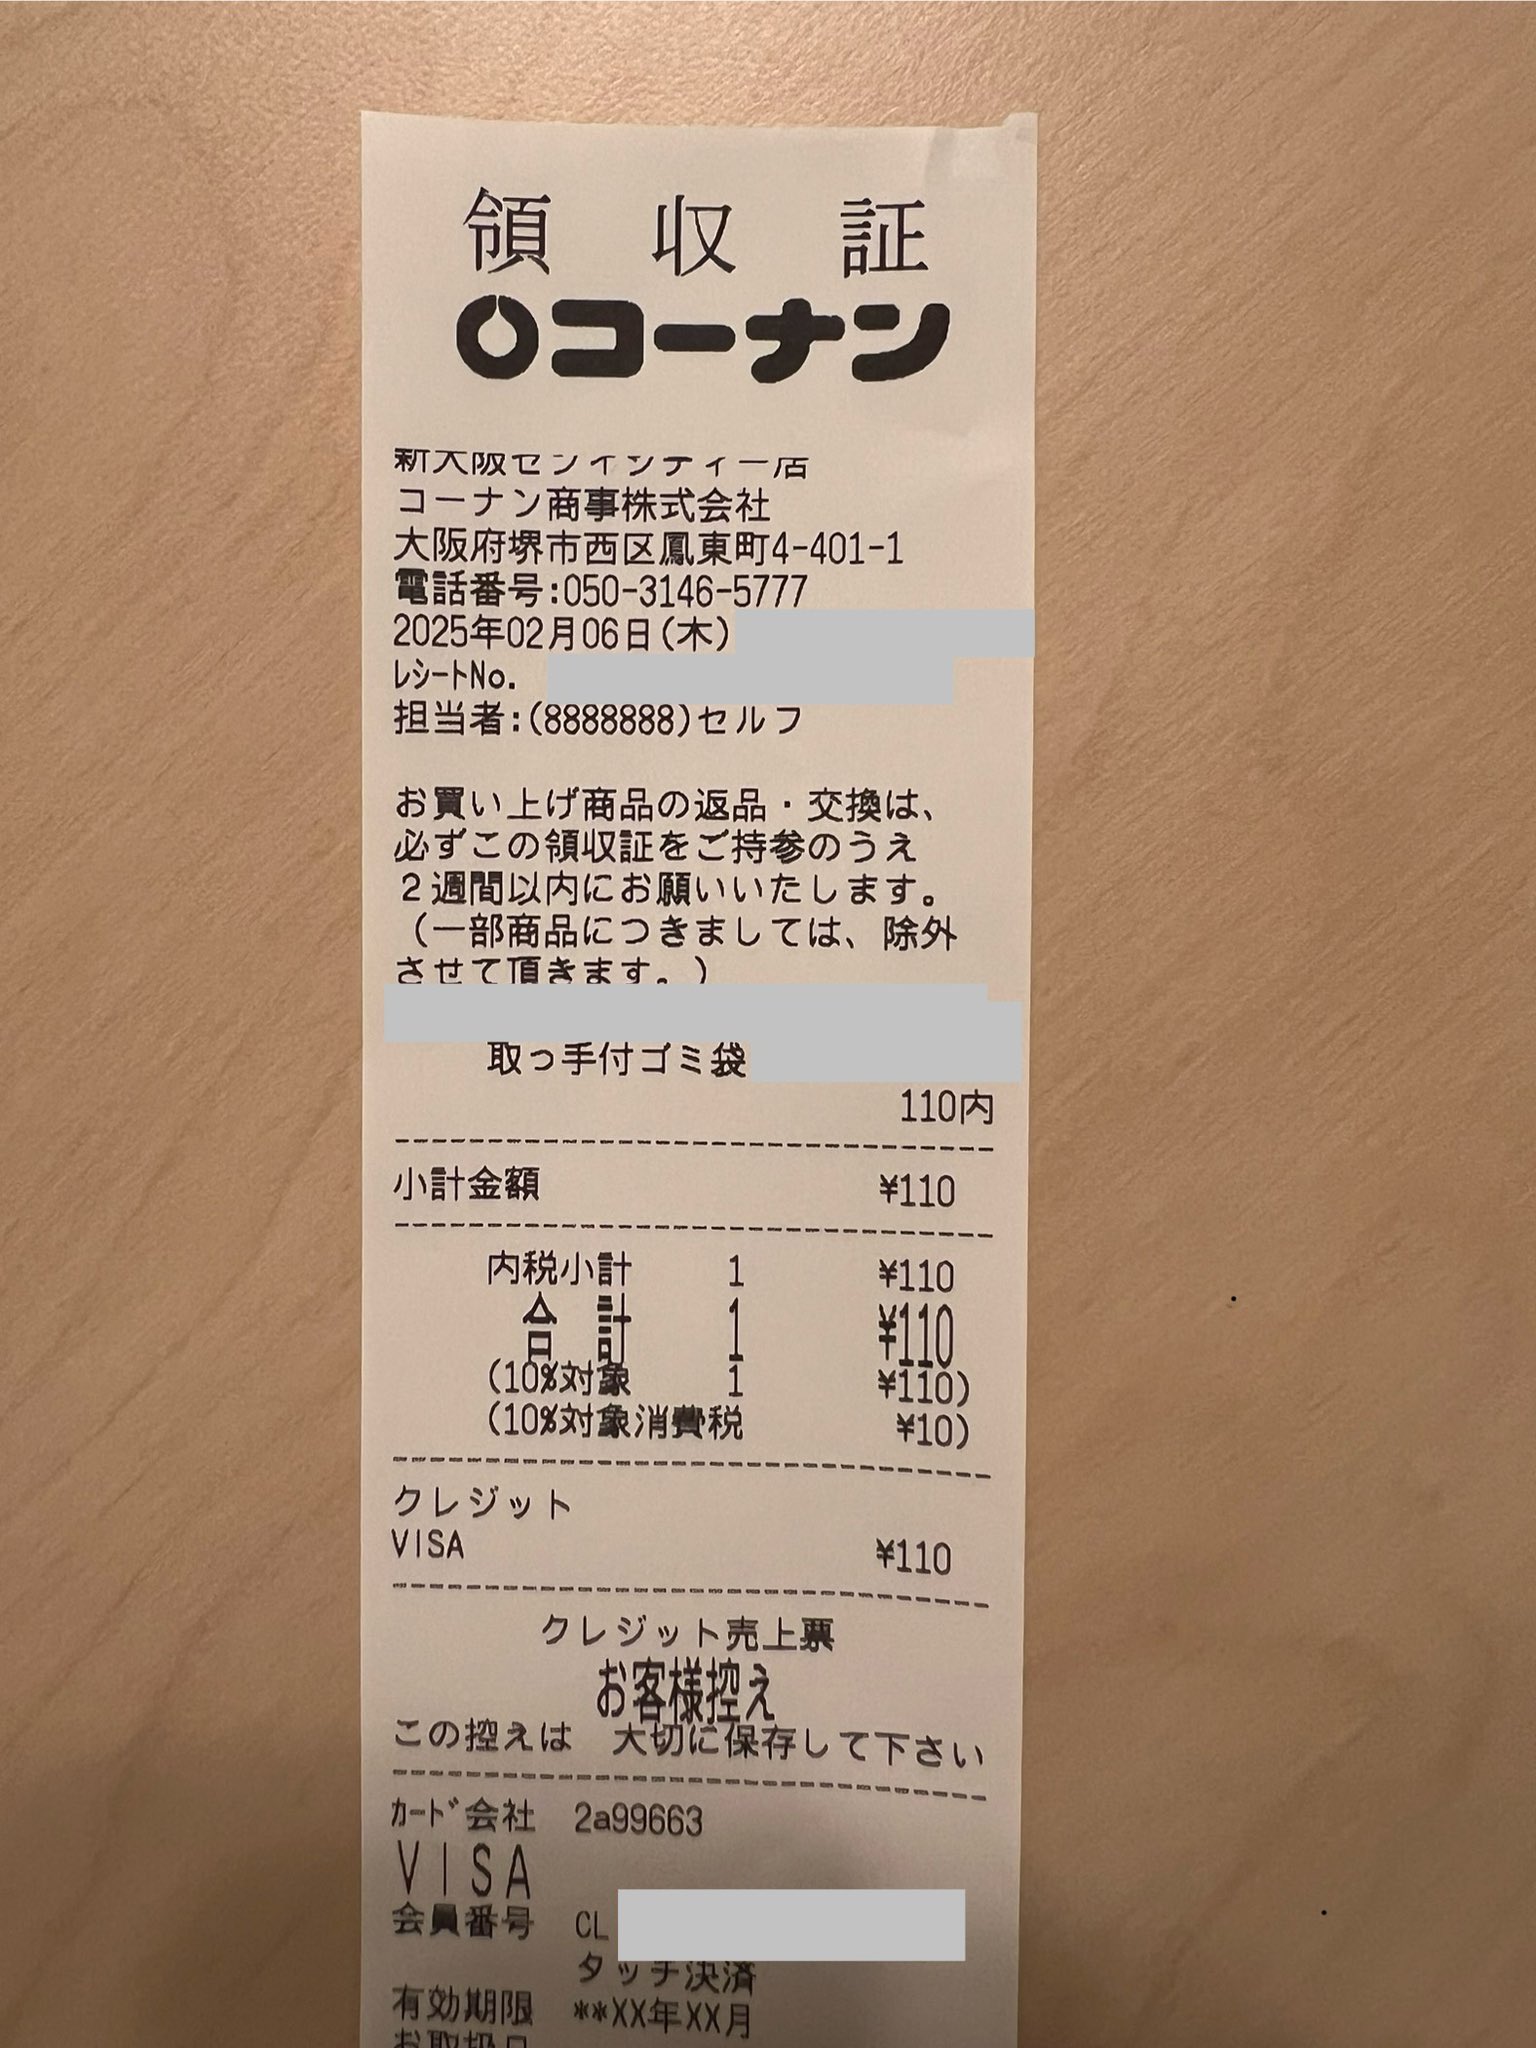 領 収 証
コーナン
新大阪センイシティー店
コーナン商事株式会社
大阪府堺市西区鳳東町4-401-1
電話番号:050-3146-5777
2025年02月06日(木)
ﾚｼｰﾄNo.
担当者:(8888888)セルフ
お買い上げ商品の返品・交換は、
必ずこの領収証をご持参のうえ
２週間以内にお願いいたします。
（一部商品につきましては、除外
させて頂きます。）
取っ手付ゴミ袋
110内
小計金額 ¥110
内税小計 1 ¥110
合 計 1 ¥110
(10%対象 1 ¥110)
(10%対象消費税 ¥10)
クレジット
VISA ¥110
クレジット売上票
お客様控え
この控えは 大切に保存して下さい
ｶｰﾄﾞ会社 2a99663
VISA
会員番号 CL
タッチ決済
有効期限 **XX年XX月
お取扱日